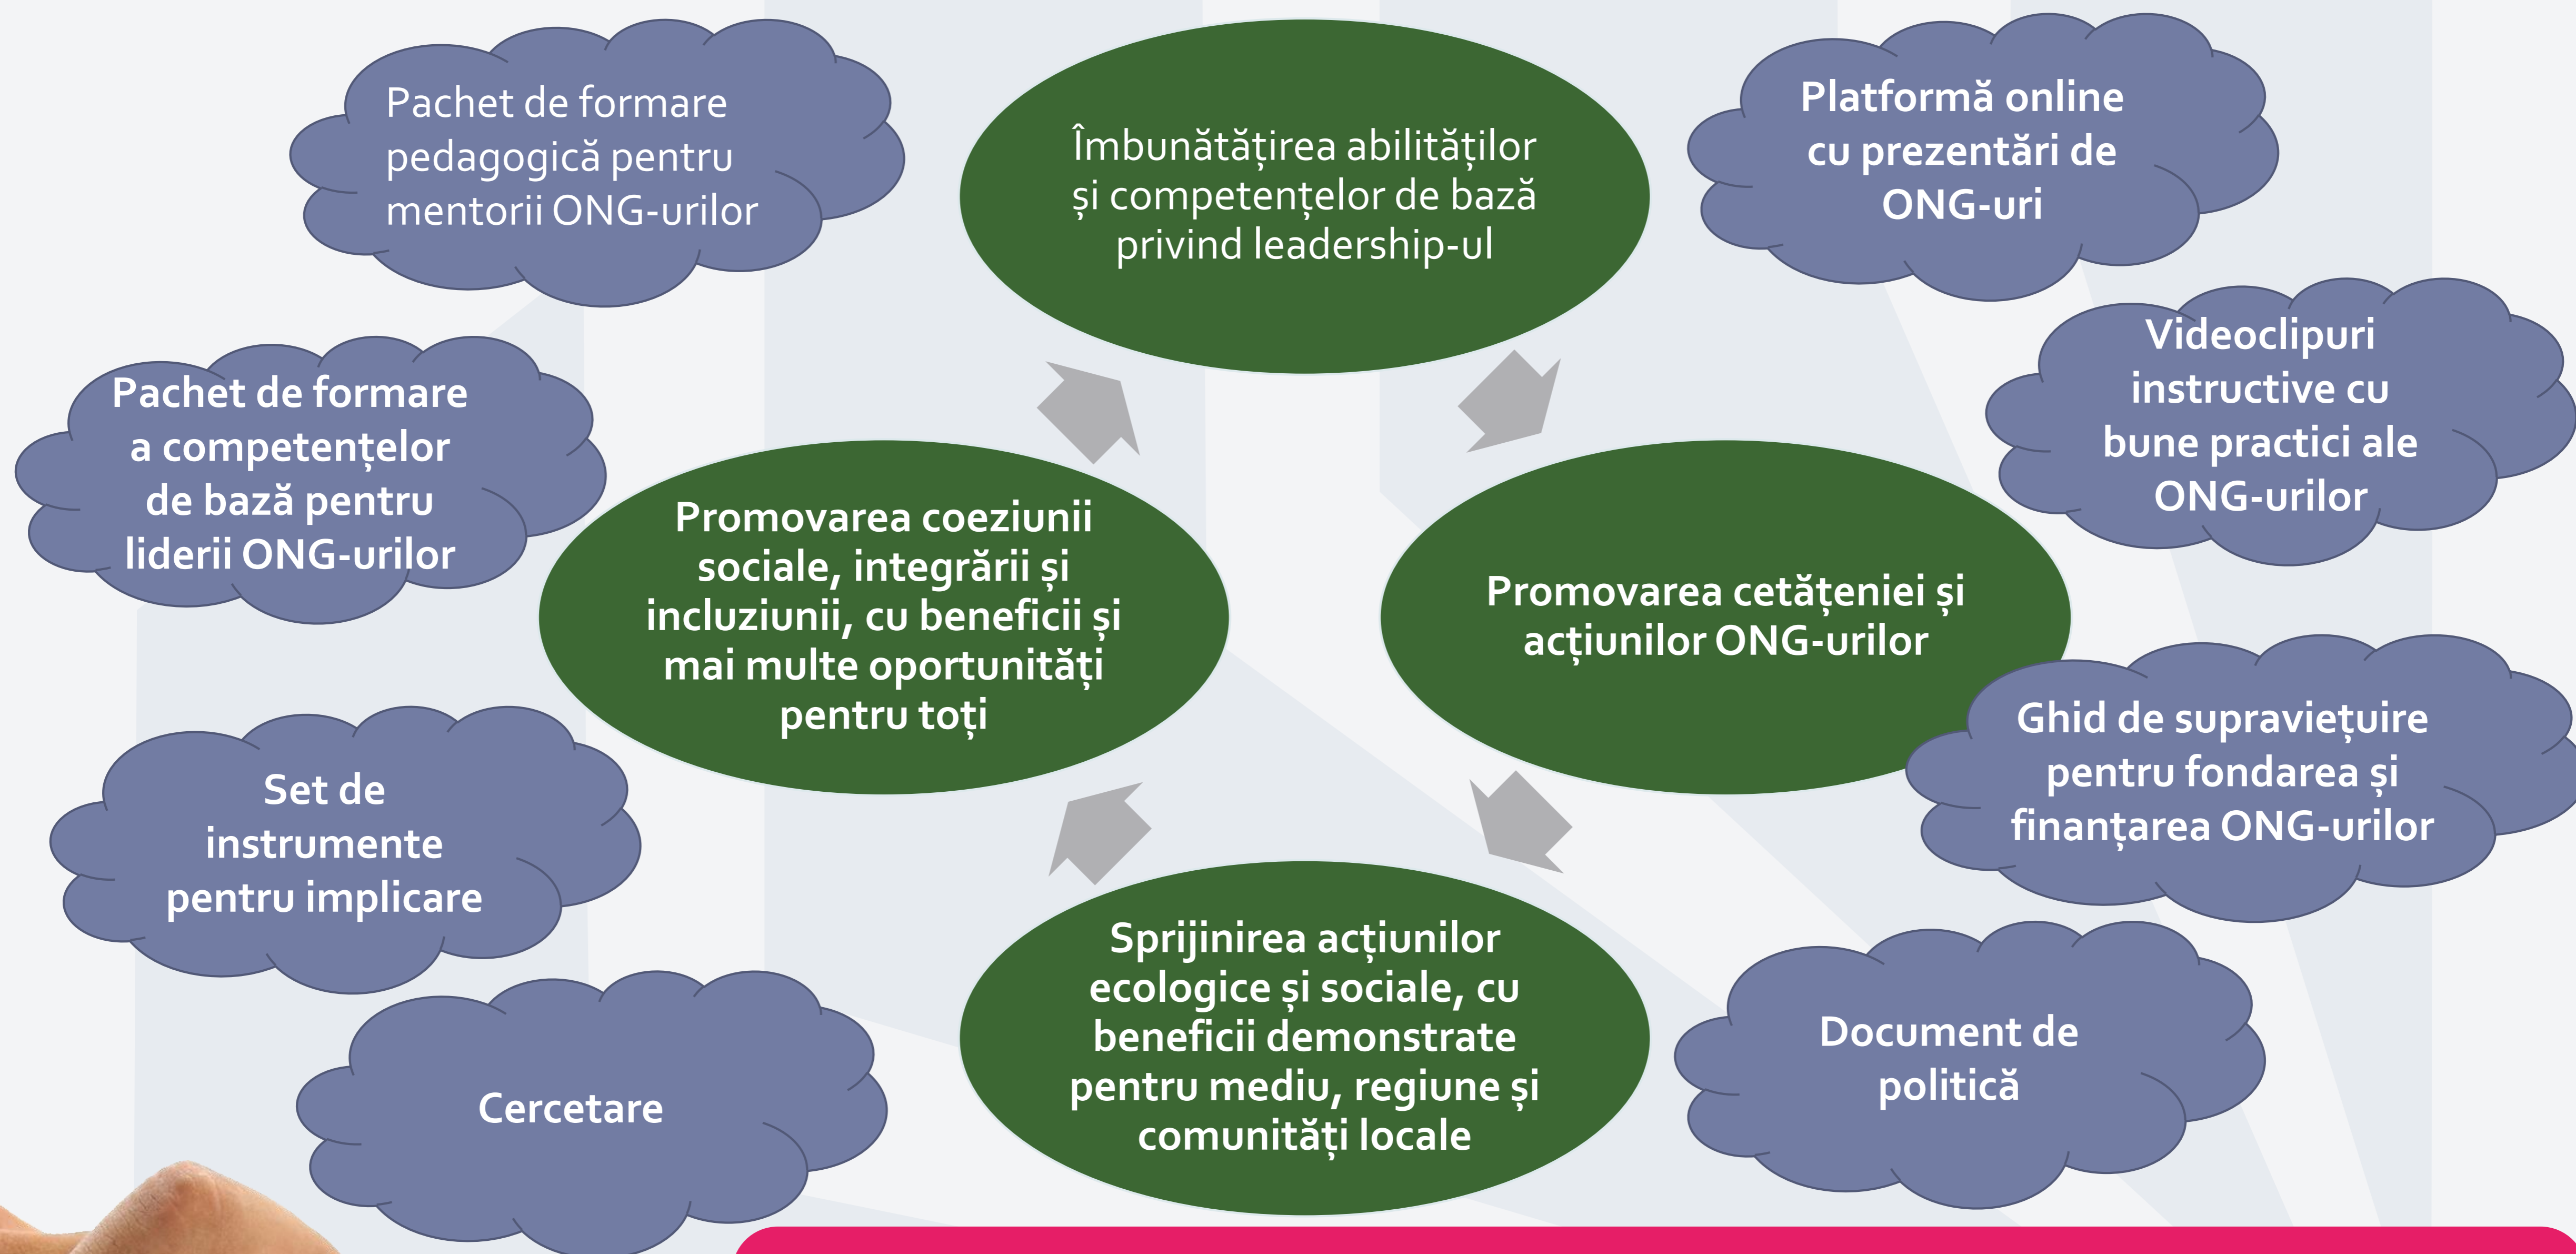 Pachet de formare
pedagogică pentru
mentorii ONG-urilor
Îmbunătățirea abilităților
și competențelor de bază
privind leadership-ul
Platformă online
cu prezentări de
ONG-uri
Videoclipuri
instructive cu
bune practici ale
ONG-urilor
Pachet de formare
a competențelor
de bază pentru
liderii ONG-urilor
Promovarea coeziunii
sociale, integrării și
incluziunii, cu beneficii și
mai multe oportunități
pentru toți
Promovarea cetățeniei și
acțiunilor ONG-urilor
Ghid de supraviețuire
pentru fondarea și
finanțarea ONG-urilor
Set de
instrumente
pentru implicare
Sprijinirea acțiunilor
ecologice și sociale, cu
beneficii demonstrate
pentru mediu, regiune și
comunități locale
Document de
politică
Cercetare